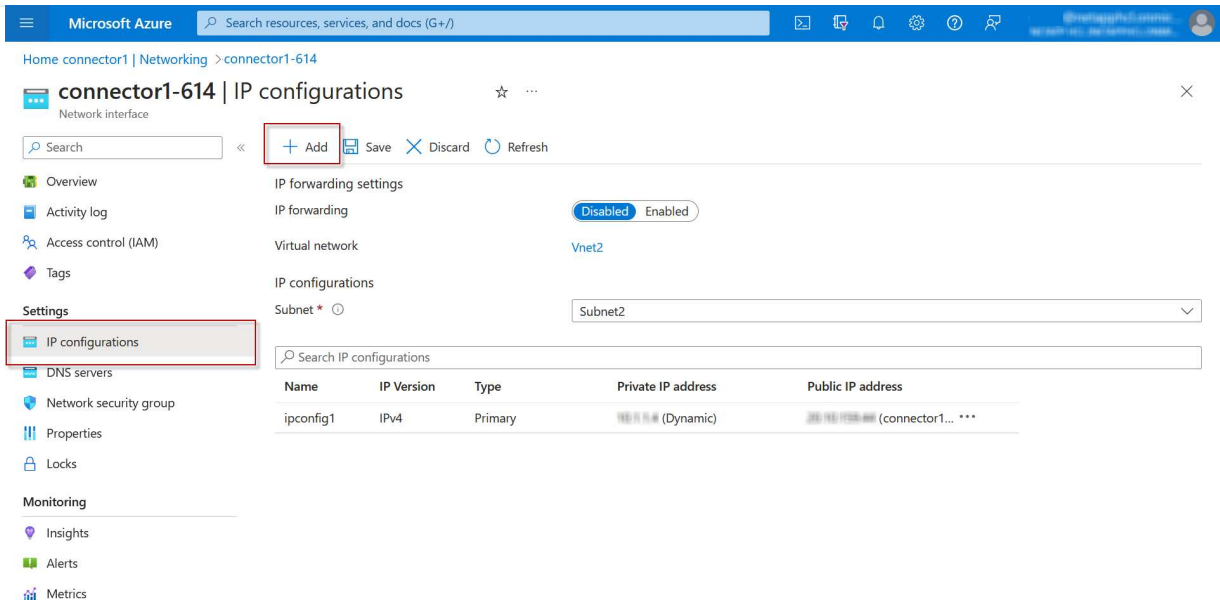 Microsoft Azure
Search resources, services, and docs (G+/)
Home connector1 | Networking >connector1-614
connector1-614 | IP configurations
Network interface
Search
«
Add
Save
Discard
Refresh
Overview
Activity log
Access control (IAM)
Tags
Settings
IP configurations
DNS servers
Network security group
Properties
Locks
Monitoring
Insights
Alerts
Metrics
IP forwarding settings
IP forwarding
Disabled Enabled
Virtual network
Vnet2
IP configurations
Subnet *
Subnet2
Search IP configurations
Name IP Version Type Private IP address Public IP address
ipconfig1 IPv4 Primary (Dynamic) (connector1... •••